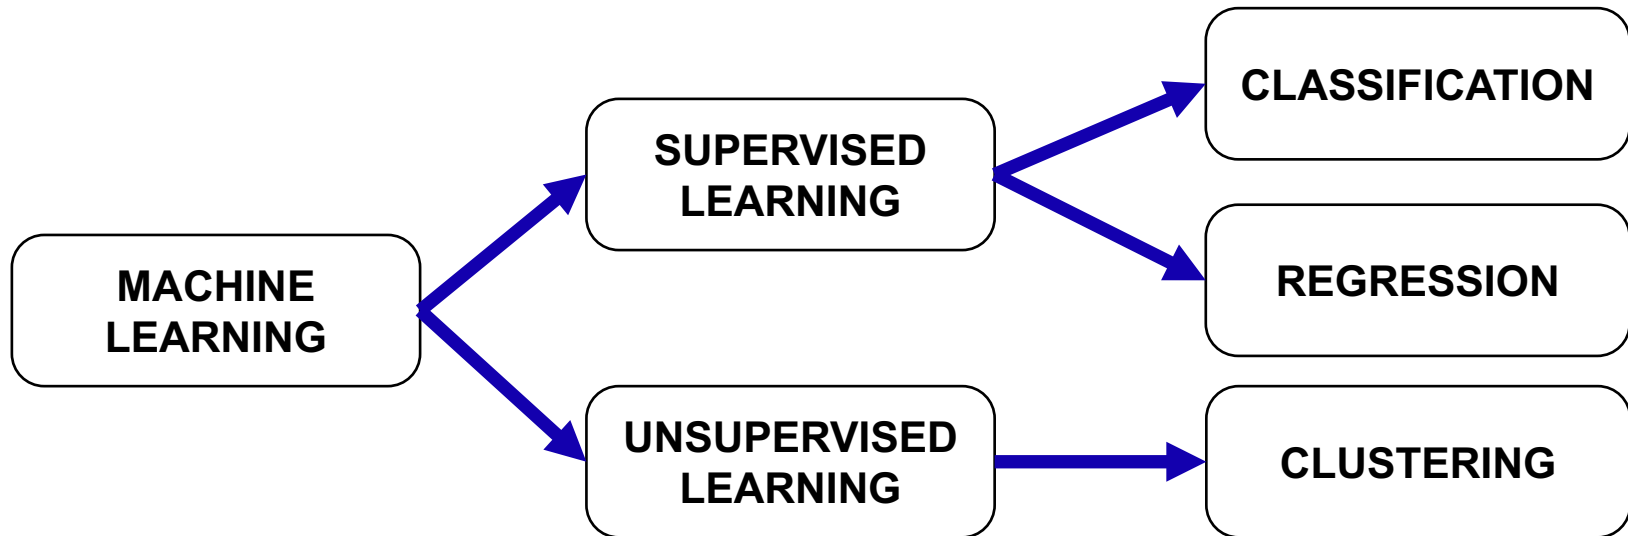 MACHINE
LEARNING
SUPERVISED
LEARNING
UNSUPERVISED
LEARNING
CLASSIFICATION
REGRESSION
CLUSTERING